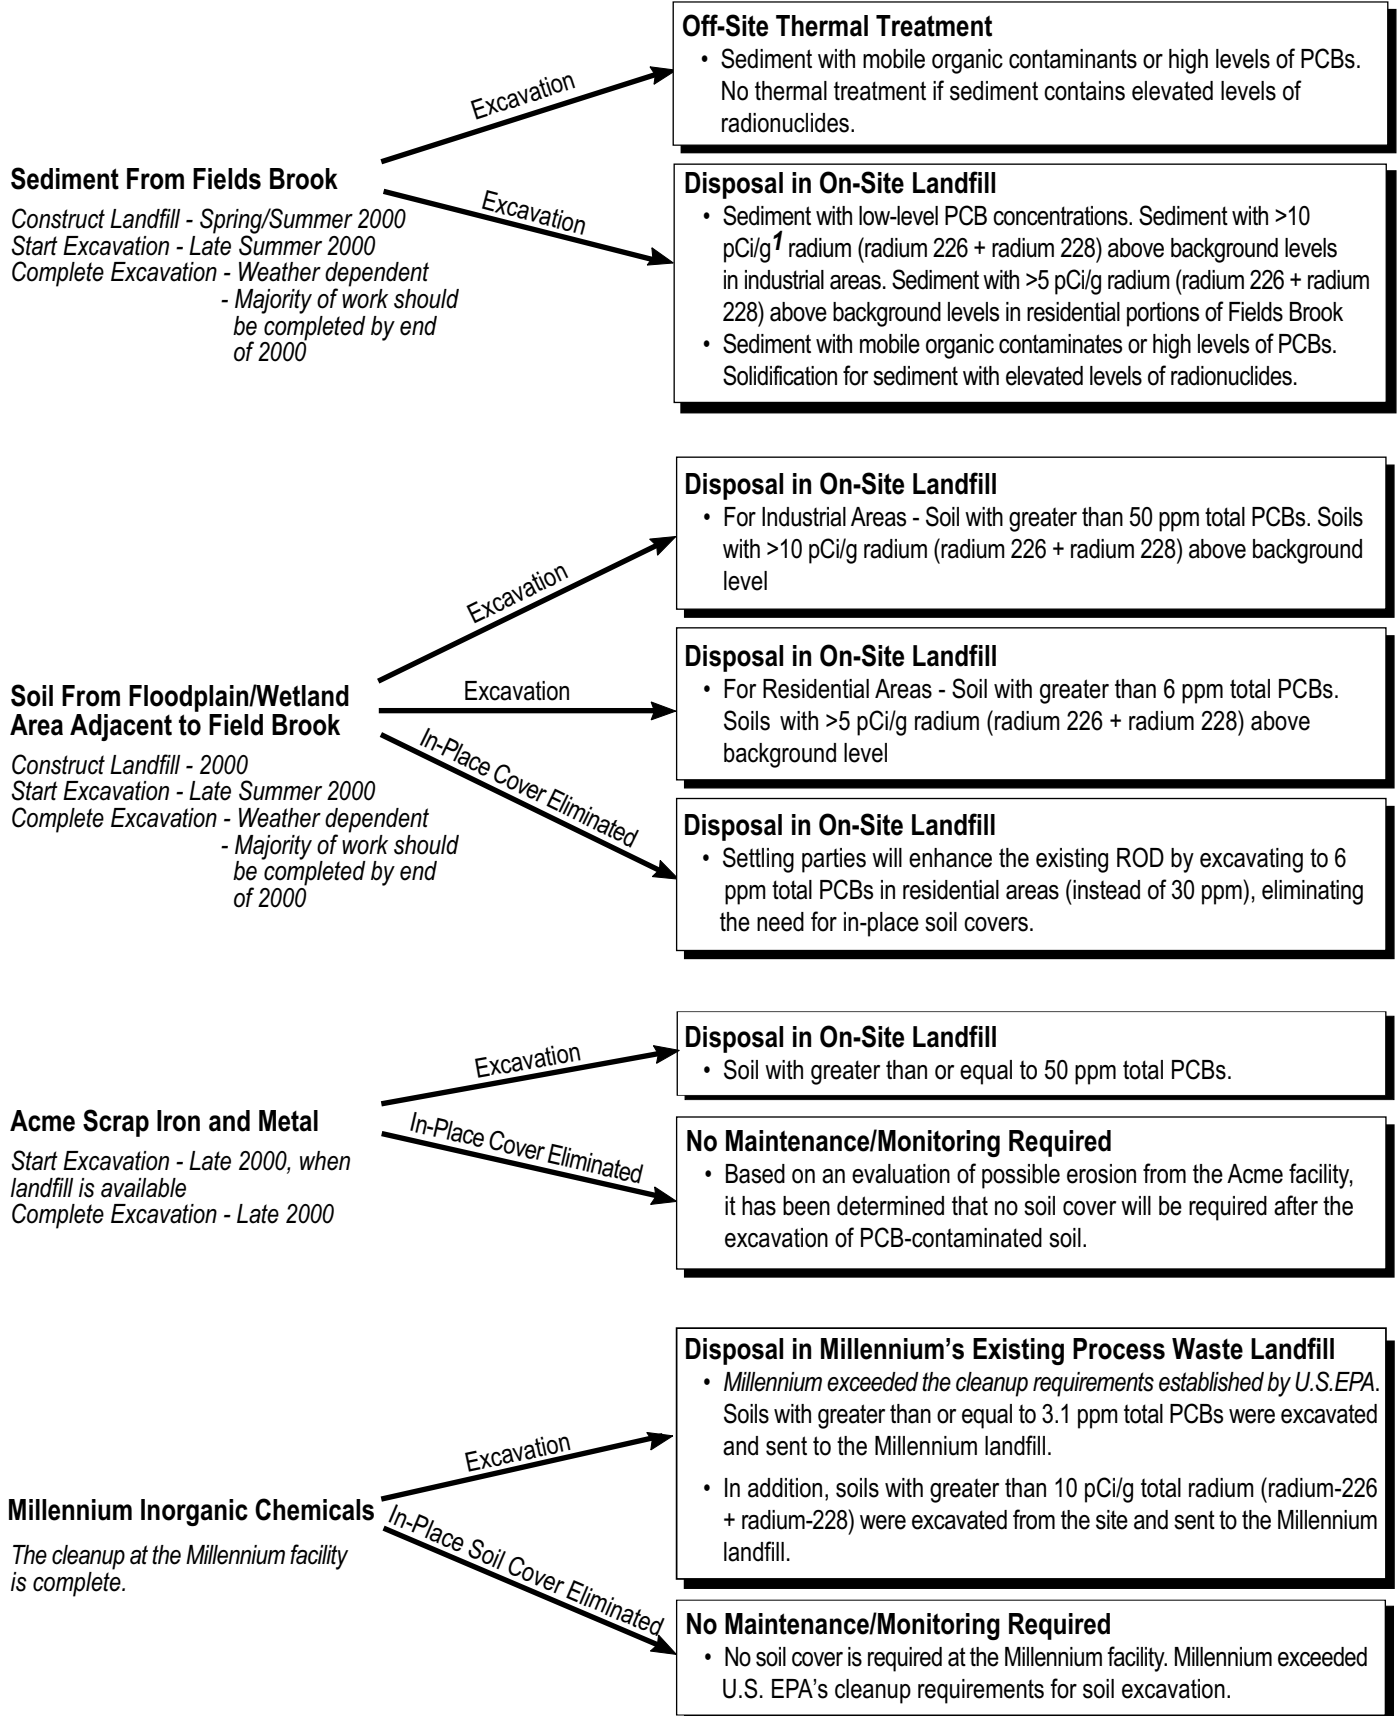 Off-Site Thermal Treatment
• Sediment with mobile organic contaminants or high levels of PCBs.
No thermal treatment if sediment contains elevated levels of
radionuclides.
Excavation
Sediment From Fields Brook
Construct Landfill - Spring/Summer 2000
Start Excavation - Late Summer 2000
Complete Excavation - Weather dependent
- Majority of work should
be completed by end
of 2000
Excavation
Disposal in On-Site Landfill
• Sediment with low-level PCB concentrations. Sediment with >10
pCi/g1 radium (radium 226 + radium 228) above background levels
in industrial areas. Sediment with >5 pCi/g radium (radium 226 + radium
228) above background levels in residential portions of Fields Brook
• Sediment with mobile organic contaminates or high levels of PCBs.
Solidification for sediment with elevated levels of radionuclides.
Disposal in On-Site Landfill
• For Industrial Areas - Soil with greater than 50 ppm total PCBs. Soils
with >10 pCi/g radium (radium 226 + radium 228) above background
level
Excavation
Soil From Floodplain/Wetland
Area Adjacent to Field Brook
Construct Landfill - 2000
Start Excavation - Late Summer 2000
Complete Excavation - Weather dependent
- Majority of work should
be completed by end
of 2000
Excavation
Disposal in On-Site Landfill
• For Residential Areas - Soil with greater than 6 ppm total PCBs.
Soils with >5 pCi/g radium (radium 226 + radium 228) above
background level
In-Place Cover Eliminated
Disposal in On-Site Landfill
• Settling parties will enhance the existing ROD by excavating to 6
ppm total PCBs in residential areas (instead of 30 ppm), eliminating
the need for in-place soil covers.
Disposal in On-Site Landfill
• Soil with greater than or equal to 50 ppm total PCBs.
Excavation
Acme Scrap Iron and Metal
Start Excavation - Late 2000, when
landfill is available
Complete Excavation - Late 2000
In-Place Cover Eliminated
No Maintenance/Monitoring Required
• Based on an evaluation of possible erosion from the Acme facility,
it has been determined that no soil cover will be required after the
excavation of PCB-contaminated soil.
Disposal in Millennium’s Existing Process Waste Landfill
• Millennium exceeded the cleanup requirements established by U.S.EPA.
Soils with greater than or equal to 3.1 ppm total PCBs were excavated
and sent to the Millennium landfill.
• In addition, soils with greater than 10 pCi/g total radium (radium-226
+ radium-228) were excavated from the site and sent to the Millennium
landfill.
Excavation
Millennium Inorganic Chemicals
The cleanup at the Millennium facility
is complete.
In-Place Soil Cover Eliminated
No Maintenance/Monitoring Required
• No soil cover is required at the Millennium facility. Millennium exceeded
U.S. EPA’s cleanup requirements for soil excavation.